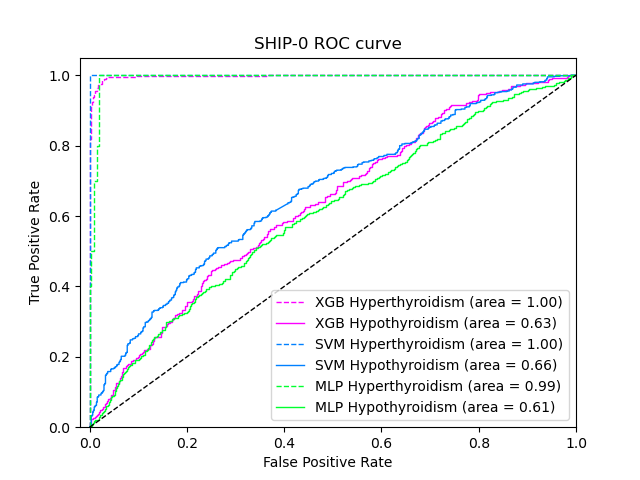 SHIP-0 ROC curve
True Positive Rate
1.0
0.8
0.6
0.4
0.2
0.0
XGB Hyperthyroidism (area = 1.00)
XGB Hypothyroidism (area = 0.63)
SVM Hyperthyroidism (area = 1.00)
SVM Hypothyroidism (area = 0.66)
MLP Hyperthyroidism (area = 0.99)
MLP Hypothyroidism (area = 0.61)
0.0 0.2 0.4 0.6 0.8 1.0
False Positive Rate